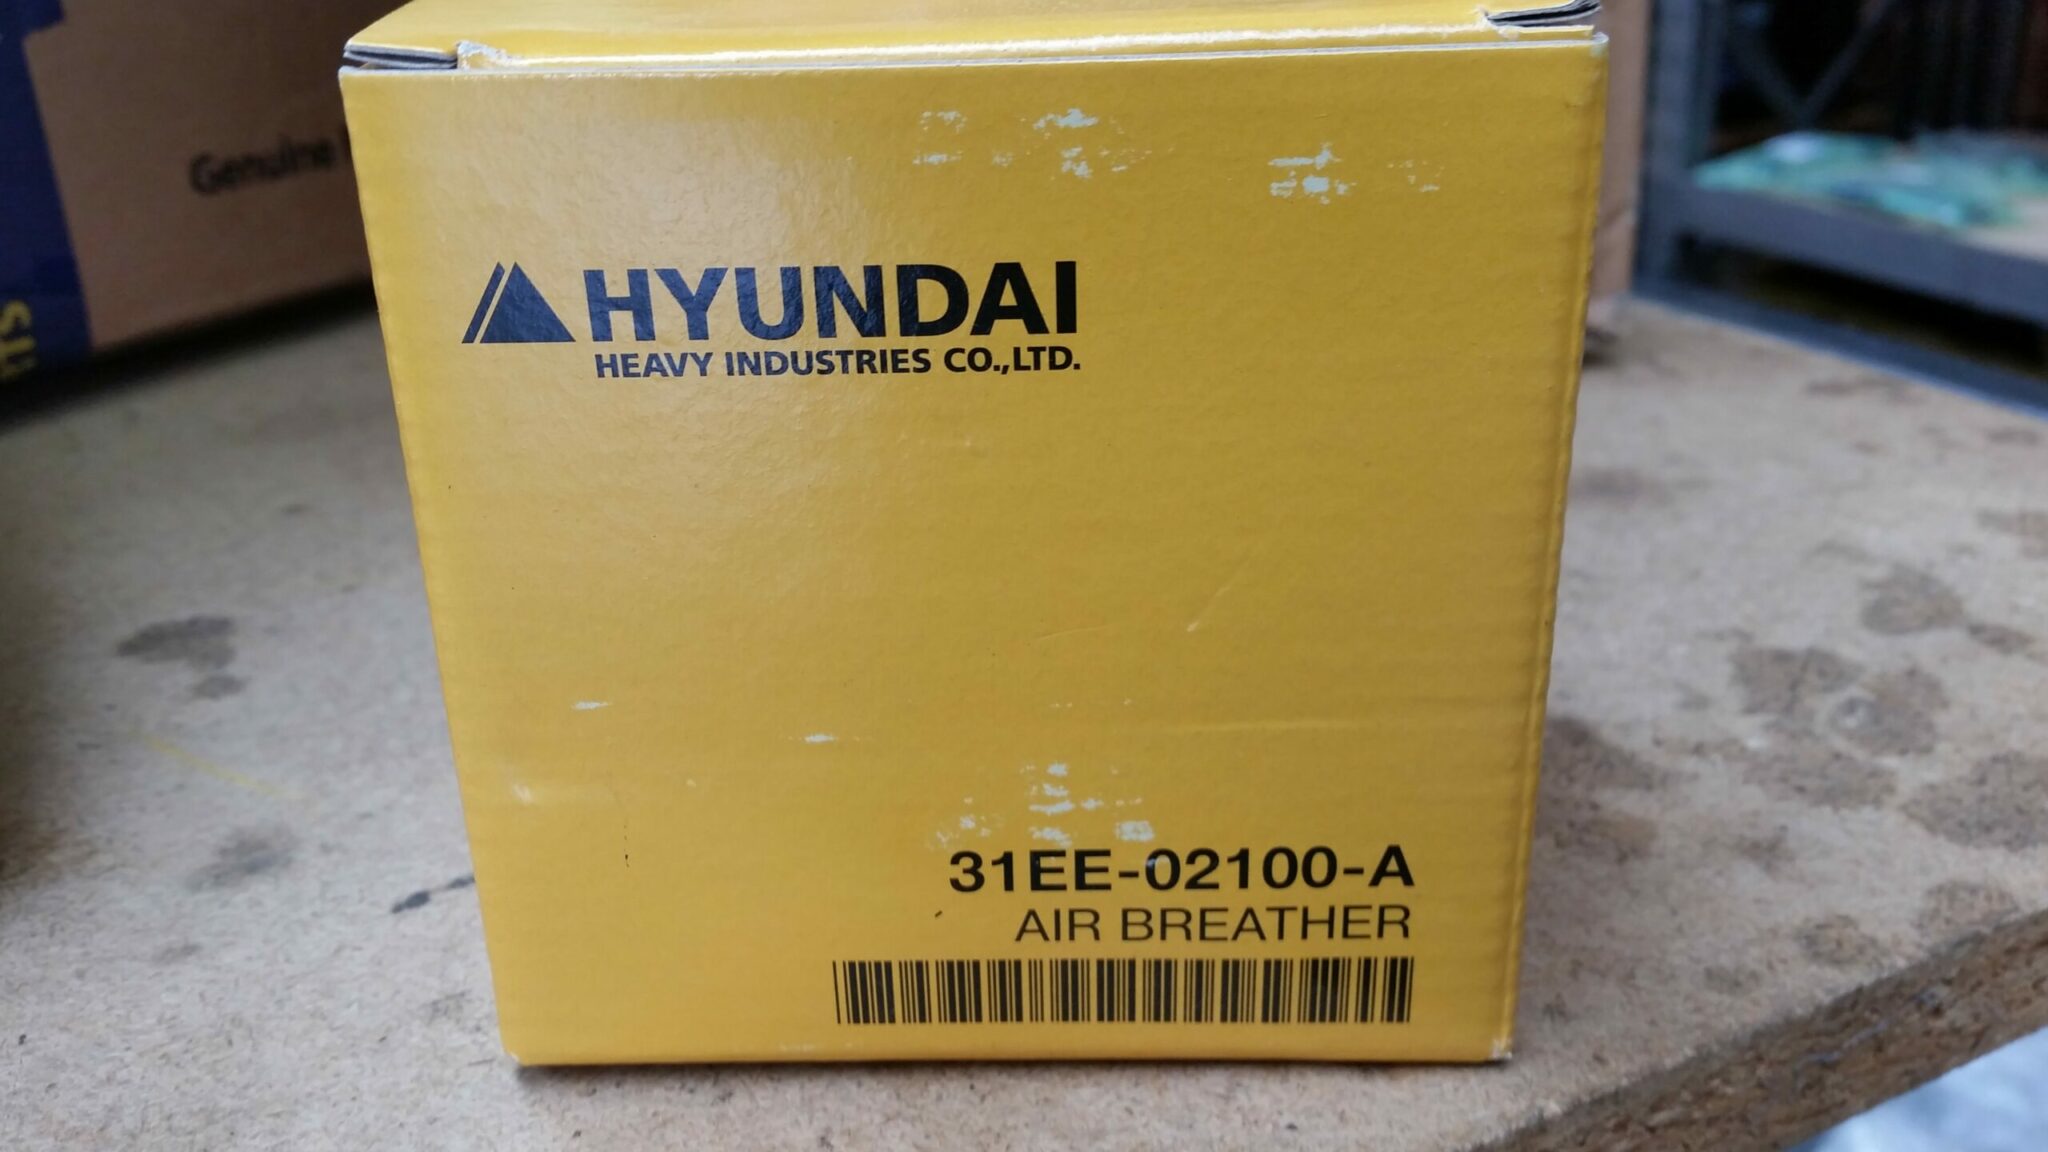 Genuine
HYUNDAI
HEAVY INDUSTRIES CO.,LTD.
31EE-02100-A
AIR BREATHER